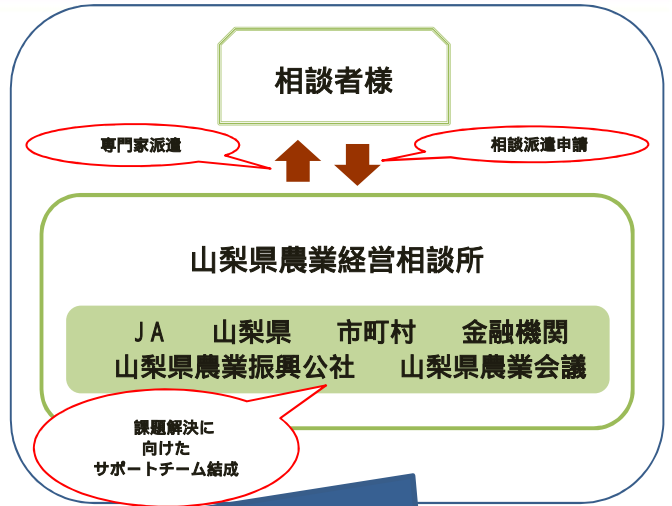 相談者様
専門家派遣
相談派遣申請
山梨県農業経営相談所
JA 山梨県 市町村 金融機関
山梨県農業振興公社 山梨県農業会議
課題解決に
向けた
サポートチーム結成